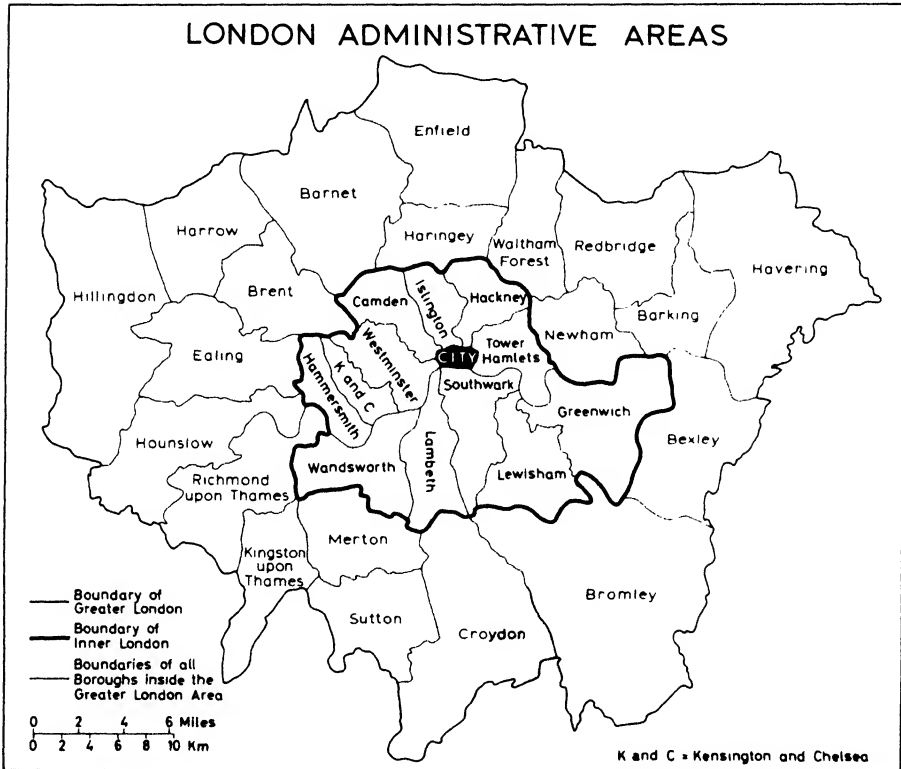 LONDON ADMINISTRATIVE AREAS
Enfield
Barnet
Harrow
Haringey
Waltham
Forest
Redbridge
Havering
Hillingdon
Brent
Camden
Islington
Hackney
Barking
Newham
Ealing
Westminster
CITY
Tower
Hamlets
K and C
Hammersmith
Southwark
Greenwich
Hounslow
Bexley
Richmond
upon Thames
Wandsworth
Lambeth
Lewisham
Merton
Kingston
upon
Thames
Sutton
Croydon
Bromley
Boundary of
Greater London
Boundary of
Inner London
Boundaries of all
Boroughs inside the
Greater London Area
0 2 4 6 Miles
0 2 4 6 8 10 Km
K and C = Kensington and Chelsea